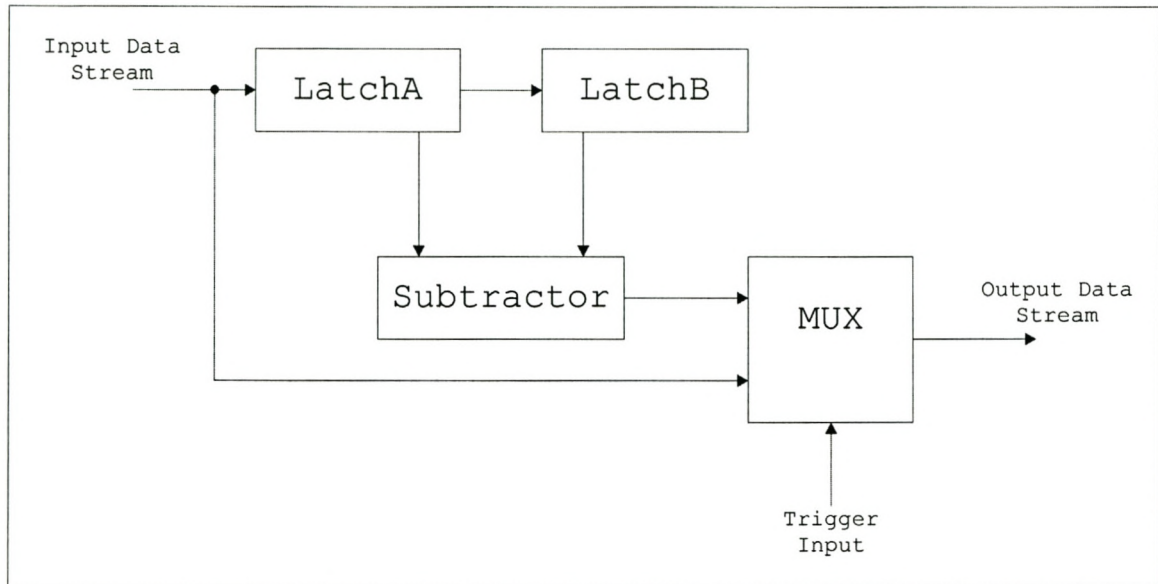 Input Data
Stream
LatchA
LatchB
Subtractor
MUX
Output Data
Stream
Trigger
Input